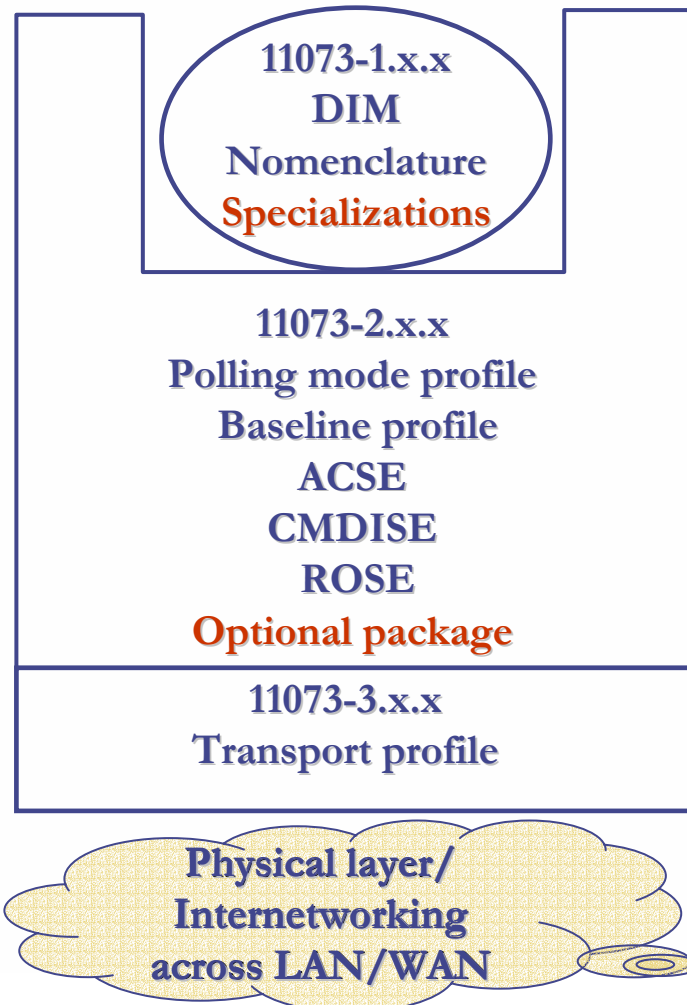 11073-1.x.x
DIM
Nomenclature
Specializations
11073-2.x.x
Polling mode profile
Baseline profile
ACSE
CMDISE
ROSE
Optional package
11073-3.x.x
Transport profile
Physical layer/
Internetworking
across LAN/WAN